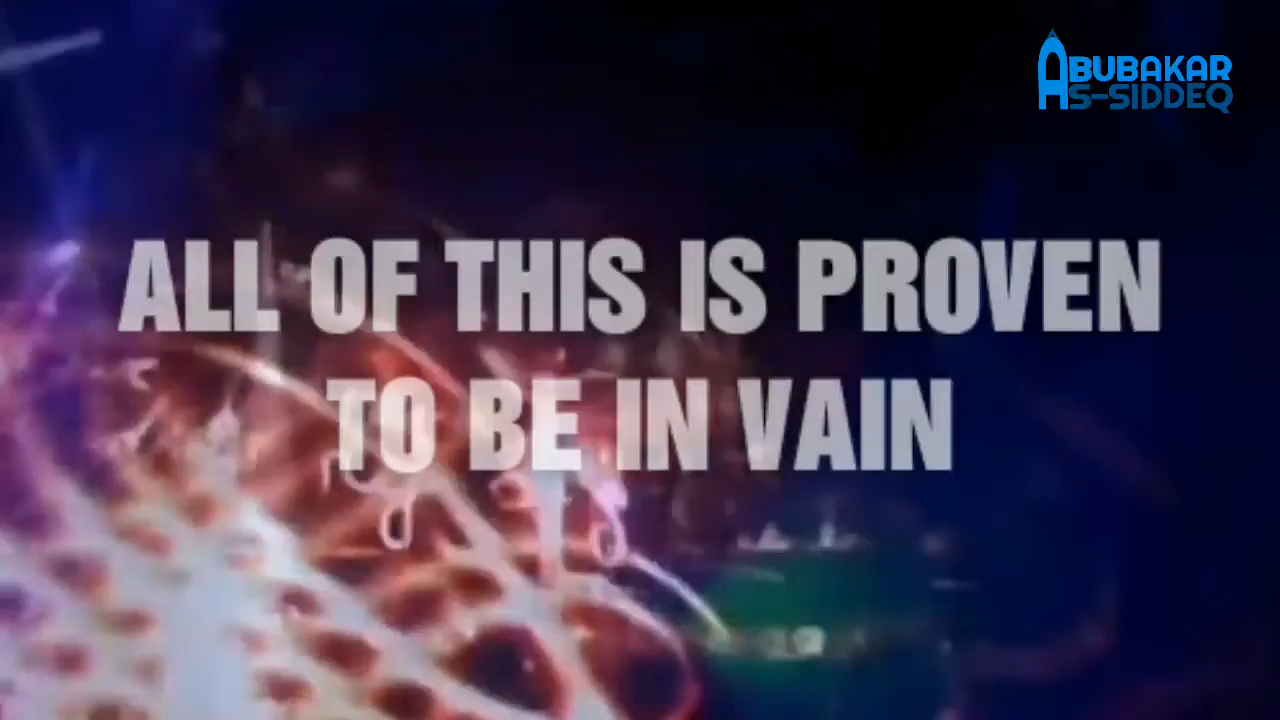 ABUBAKAR
AS-SIDDEQ
ALL OF THIS IS PROVEN
TO BE IN VAIN